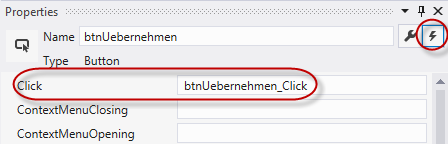 Properties
Name btnUebernehmen
Type Button
Click btnUebernehmen_Click
ContextMenuClosing
ContextMenuOpening